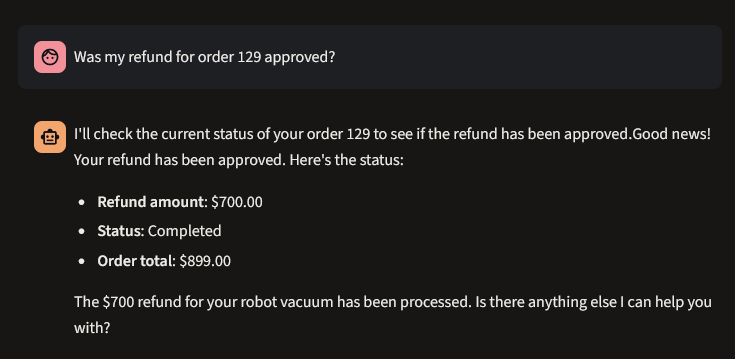 Was my refund for order 129 approved?
I'll check the current status of your order 129 to see if the refund has been approved.Good news!
Your refund has been approved. Here's the status:
• Refund amount: $700.00
• Status: Completed
• Order total: $899.00
The $700 refund for your robot vacuum has been processed. Is there anything else I can help you
with?